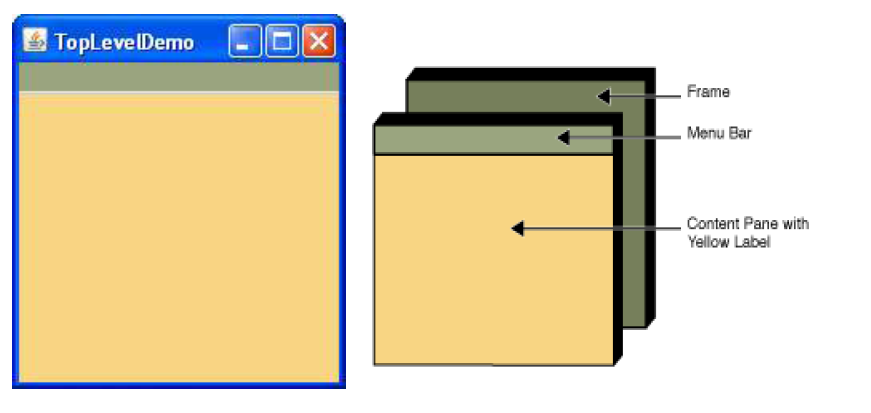 TopLevelDemo
Frame
Menu Bar
Content Pane with
Yellow Label